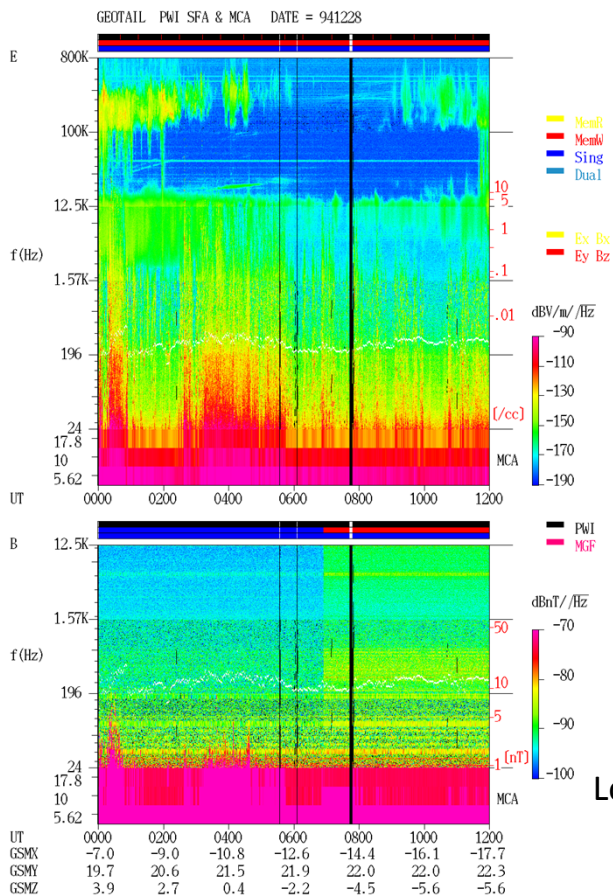 GEOTAIL PWI SFA & MCA DATE = 941228
E
800K
100K
12.5K
f(Hz)
1.57K
196
24
17.8
10
5.62
10
5
1
.1
.01
[/cc]
MCA
UT 0000 0200 0400 0600 0800 1000 1200
MemR
MemW
Sing
Dual
Ex Bx
Ey Bz
dBV/m//Hz
-90
-110
-130
-150
-170
-190
B
12.5K
1.57K
f(Hz)
196
24
17.8
10
5.62
50
10
5
1 [nT]
MCA
PWI
MGF
dBnT//Hz
-70
-80
-90
-100
Le
UT 0000 0200 0400 0600 0800 1000 1200
GSMX -7.0 -9.0 -10.8 -12.6 -14.4 -16.1 -17.7
GSMY 19.7 20.6 21.5 21.9 22.0 22.0 22.3
GSMZ 3.9 2.7 0.4 -2.2 -4.5 -5.6 -5.6